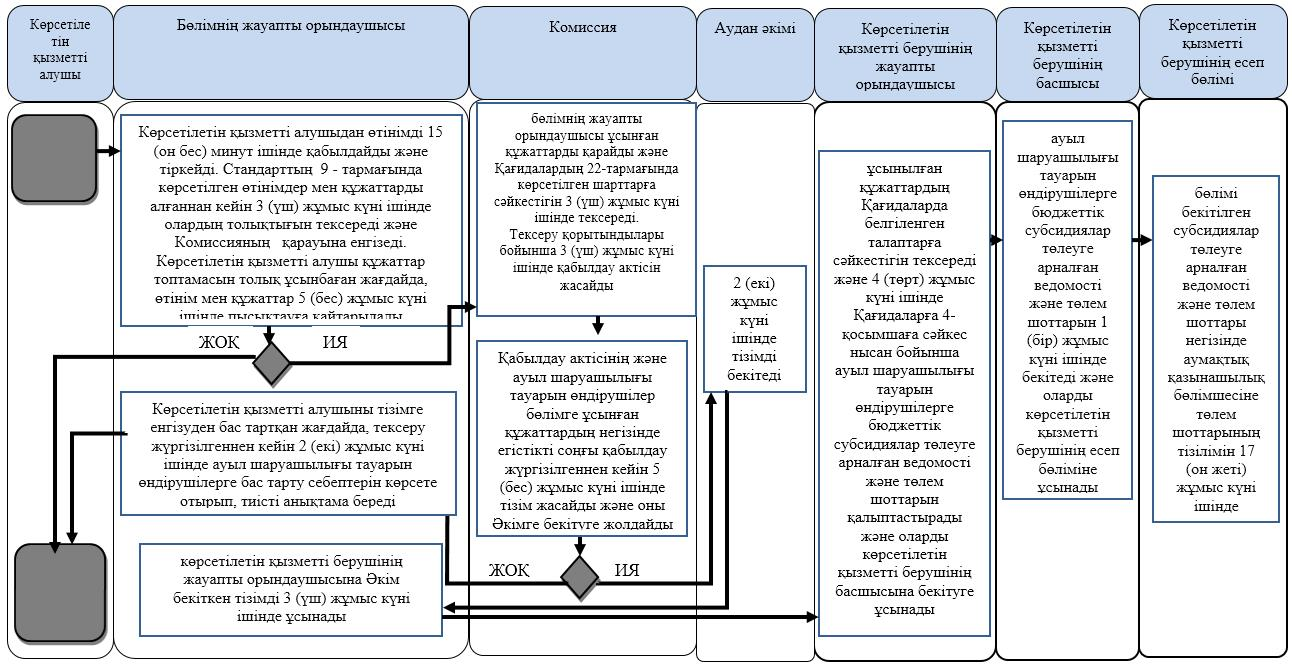 Көрсетіле
тін
қызметті
алушы
Бөлімнің жауапты орындаушысы
Комиссия
Аудан әкімі
Көрсетілетін
қызметті берушінің
жауапты
орындаушысы
Көрсетілетін
қызметті
берушінің
басшысы
Көрсетілетін
қызметті
берушінің есеп
бөлімі
Көрсетілетін қызметті алушыдан өтінімді 15
(он бес) минут ішінде қабылдайды және
тіркейді. Стандарттың 9 - тармағында
көрсетілген өтінімдер мен құжаттарды
алғаннан кейін 3 (үш) жұмыс күні ішінде
олардың толықтығын тексереді және
Комиссияның қарауына енгізеді.
Көрсетілетін қызметті алушы құжаттар
топтамасын толық ұсынбаған жағдайда,
өтінім мен құжаттар 5 (бес) жұмыс күні
ішінде пысықтауға қайтарылады
ЖОҚ
ИЯ
Көрсетілетін қызметті алушыны тізімге
енгізуден бас тартқан жағдайда, тексеру
жүргізілгеннен кейін 2 (екі) жұмыс күні
ішінде ауыл шаруашылығы тауарын
өндірушілерге бас тарту себептерін көрсете
отырып, тиісті анықтама береді
көрсетілетін қызметті берушінің
жауапты орындаушысына Әкім
бекіткен тізімді 3 (үш) жұмыс күні
ішінде ұсынады
бөлімнің жауапты
орындаушысы ұсынған
құжаттарды қарайды және
Қағидалардың 22-тармағында
көрсетілген шарттарға
сәйкестігін 3 (үш) жұмыс күні
ішінде тексереді.
Тексеру қорытындылары
бойынша 3 (үш) жұмыс күні
ішінде қабылдау актісін
жасайды
Қабылдау актісінің және
ауыл шаруашылығы
тауарын өндірушілер
бөлімге ұсынған
құжаттардың негізінде
егістікті соңғы қабылдау
жүргізілгеннен кейін 5
(бес) жұмыс күні ішінде
тізім жасайды және оны
Әкімге бекітуге жолдайды
ЖОҚ
ИЯ
2 (екі)
жұмыс
күні
ішінде
тізімді
бекітеді
ұсынылған
құжаттардың
Қағидаларда
белгіленген
талаптарға
сәйкестігін тексереді
және 4 (төрт) жұмыс
күні ішінде
Қағидаларға 4-
қосымшаға сәйкес
нысан бойынша
ауыл шаруашылығы
тауарын
өндірушілерге
бюджеттік
субсидиялар төлеуге
арналған ведомості
және төлем
шоттарын
қалыптастырады
және оларды
көрсетілетін
қызметті берушінің
басшысына бекітуге
ұсынады
ауыл
шаруашылығы
тауарын
өндірушілерге
бюджеттік
субсидиялар
төлеуге
арналған
ведомості
және төлем
шоттарын 1
(бір) жұмыс
күні ішінде
бекітеді және
оларды
көрсетілетін
қызметті
берушінің есеп
бөліміне
ұсынады
бөлімі
бекітілген
субсидиялар
төлеуге
арналған
ведомості
және төлем
шоттары
негізінде
аумақтық
қазынашылық
бөлімшесіне
төлем
шоттарының
тізілімін 17
(он жеті)
жұмыс күні
ішінде